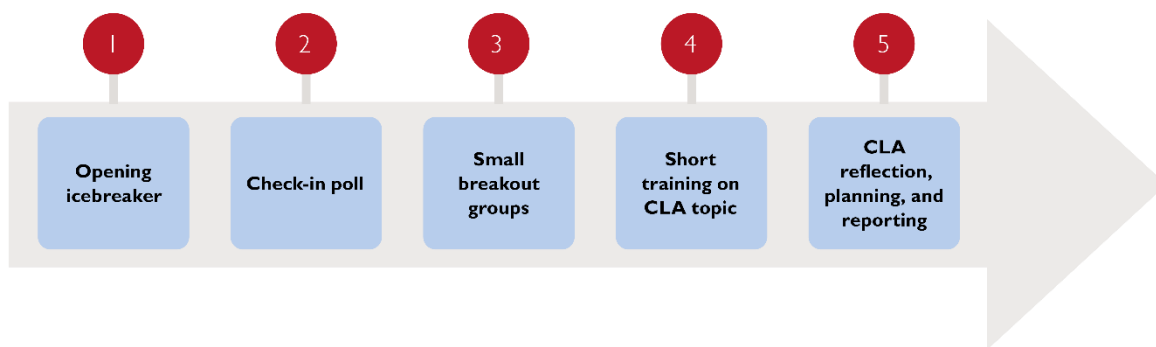 1
2
3
4
5
Opening
icebreaker
Check-in poll
Small
breakout
groups
Short
training on
CLA topic
CLA
reflection,
planning, and
reporting